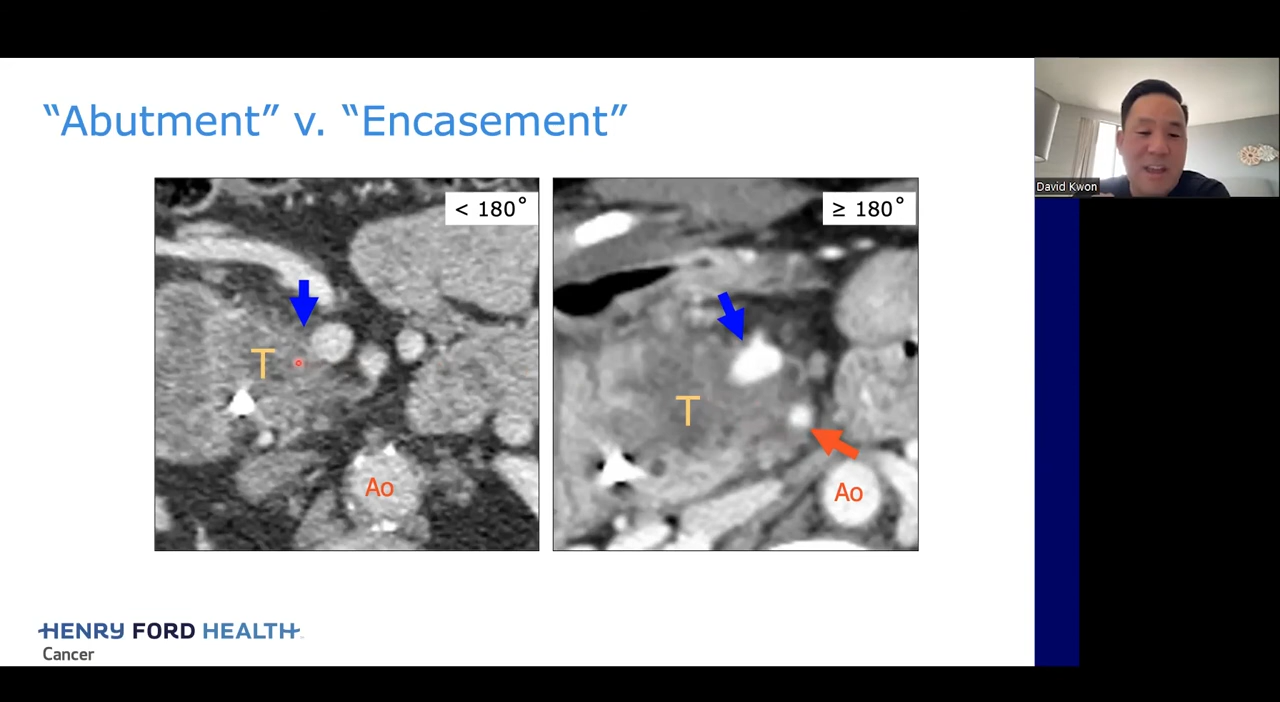 “Abutment” v. “Encasement”
< 180°
≥ 180°
T
Ao
T
Ao
HENRY FORD HEALTH
Cancer
David Kwon